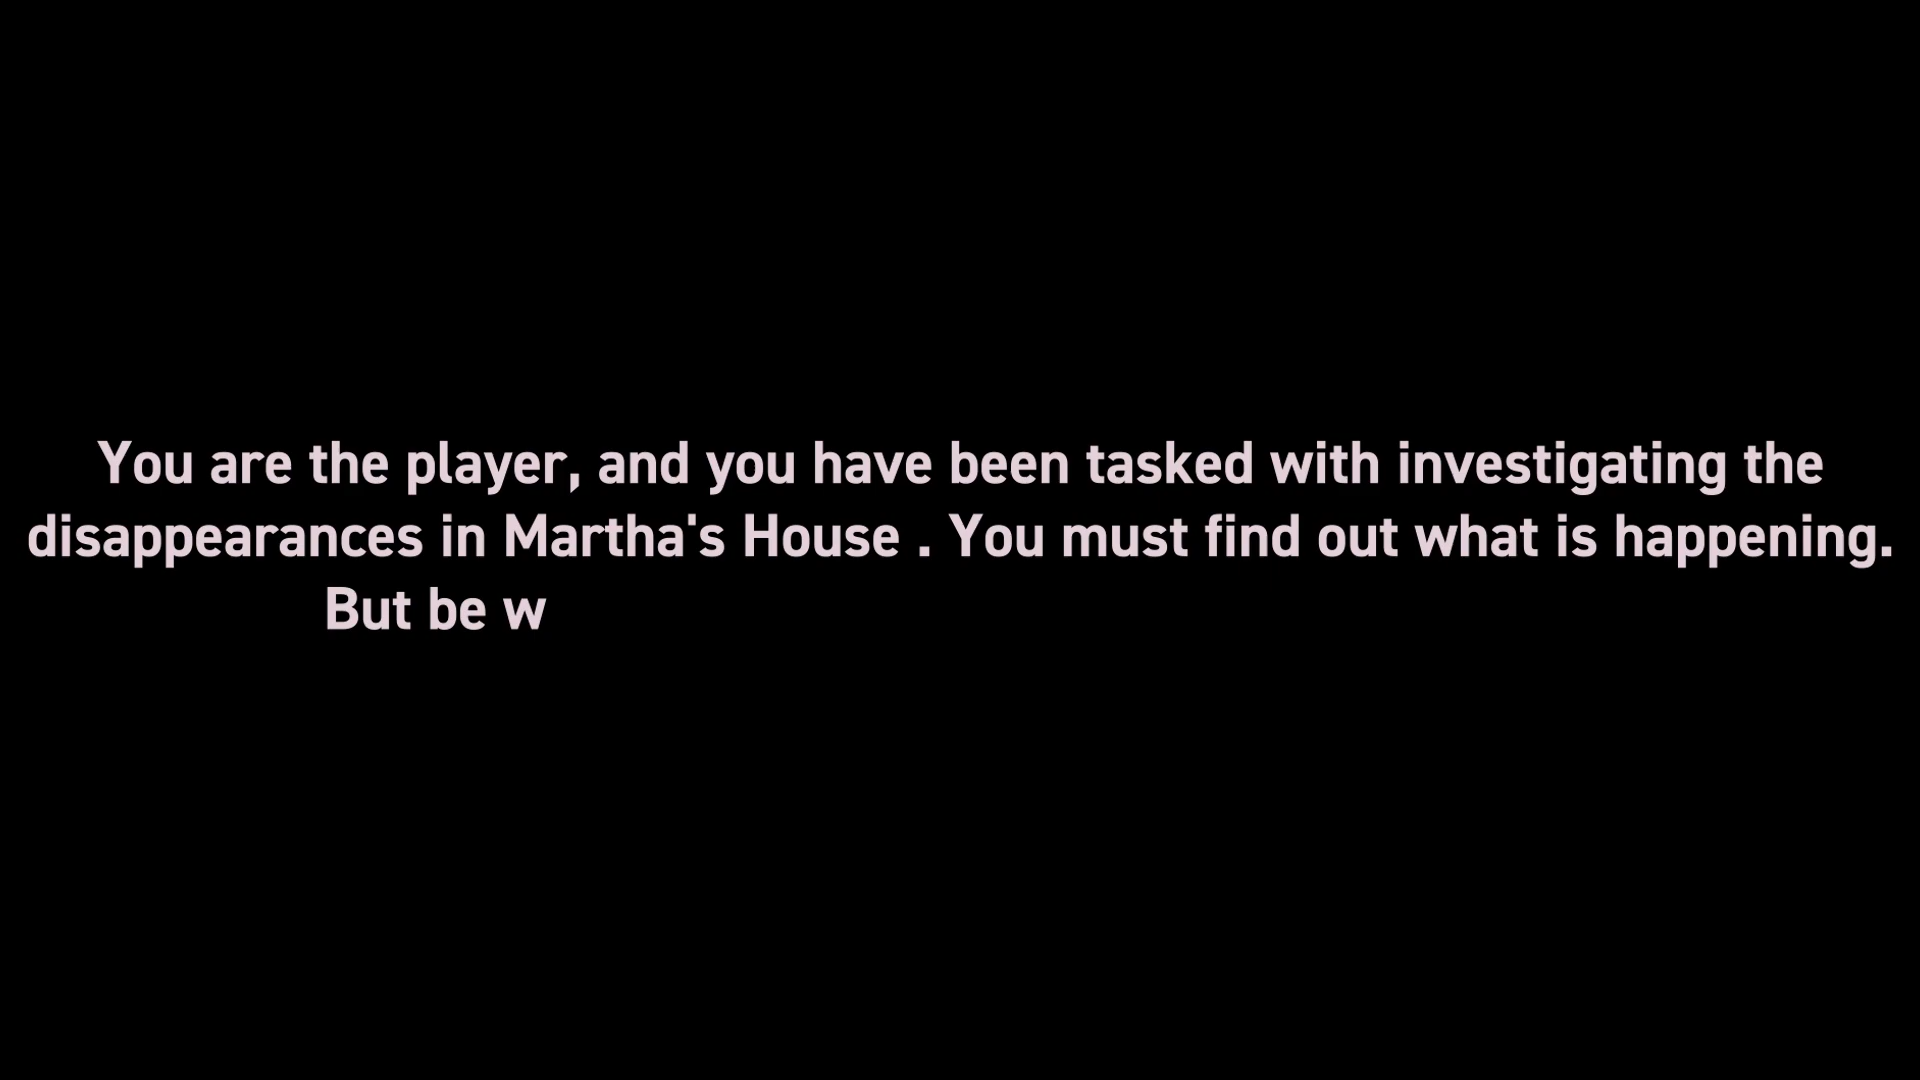 You are the player, and you have been tasked with investigating the
disappearances in Martha's House . You must find out what is happening.
But be w